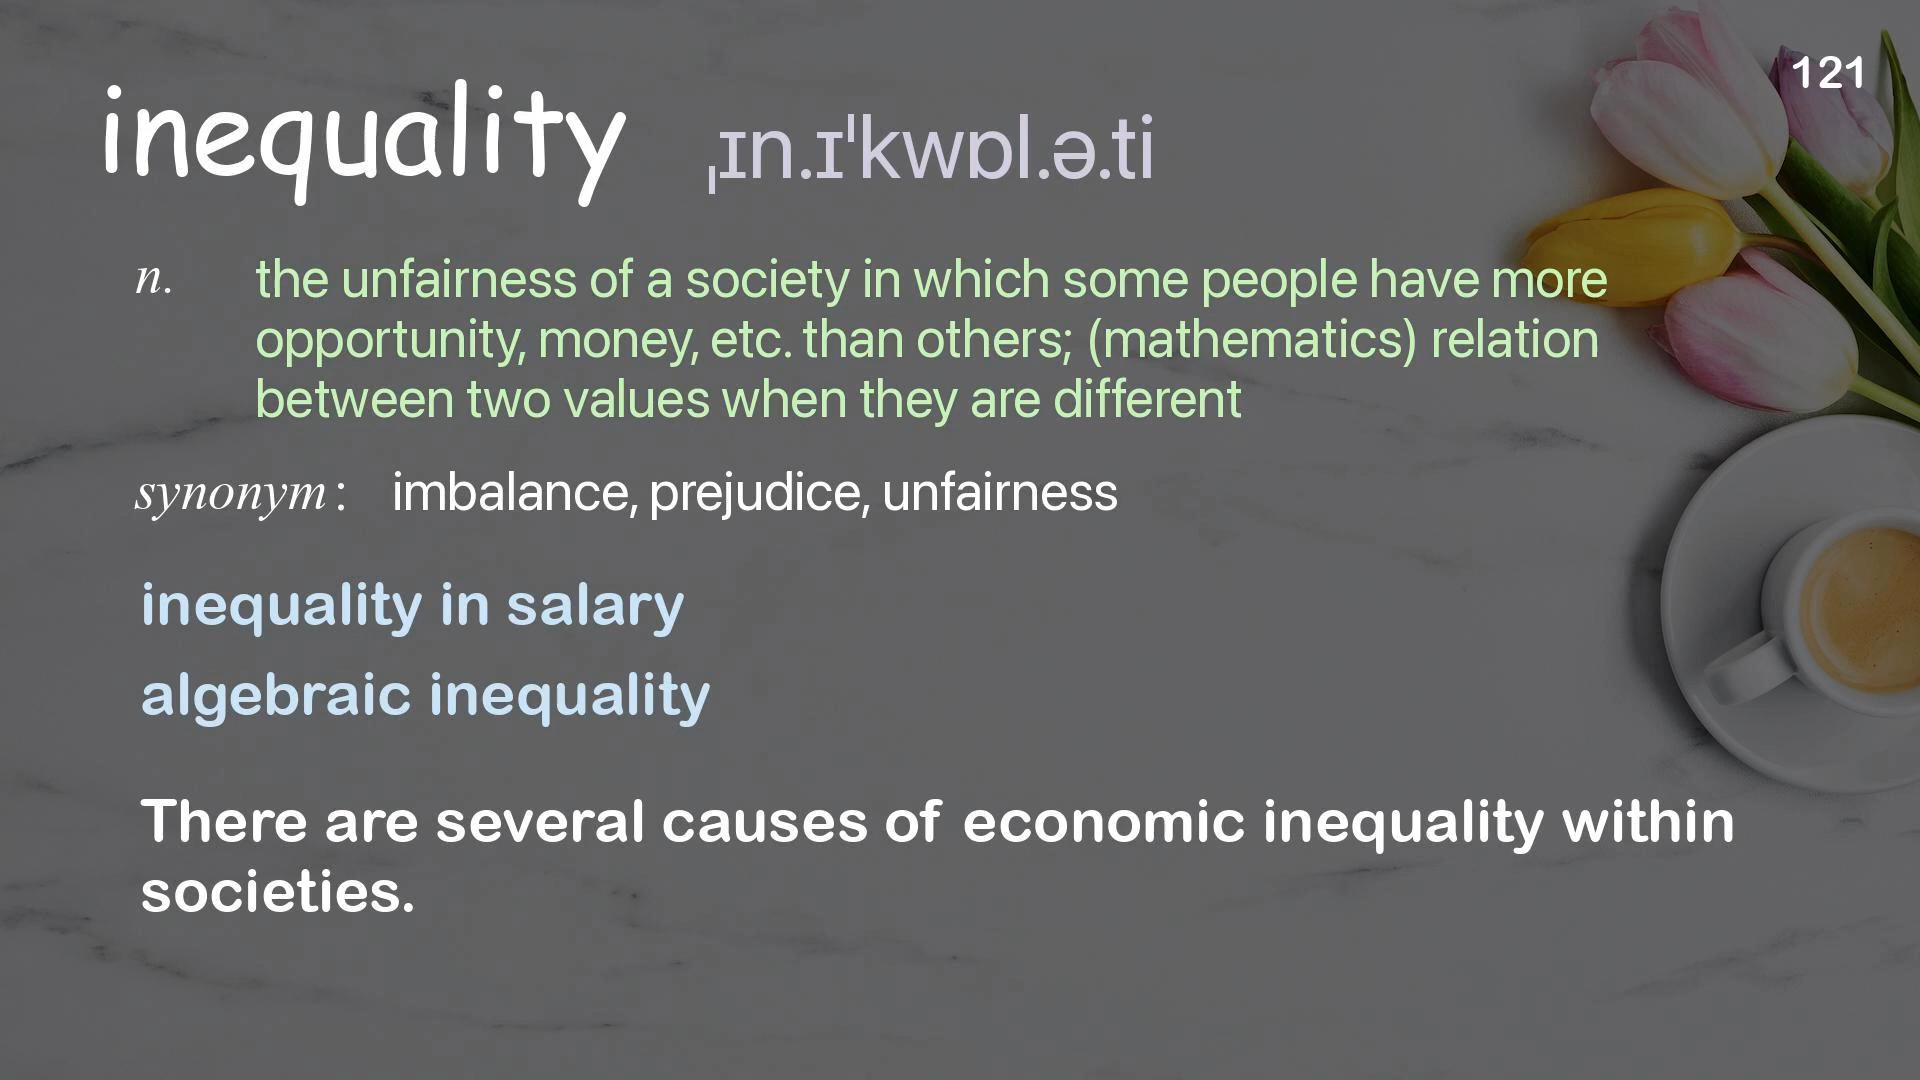 121
inequality ˌɪn.ɪˈkwɒl.ə.ti
n. the unfairness of a society in which some people have more
opportunity, money, etc. than others; (mathematics) relation
between two values when they are different
synonym : imbalance, prejudice, unfairness
inequality in salary
algebraic inequality
There are several causes of economic inequality within
societies.